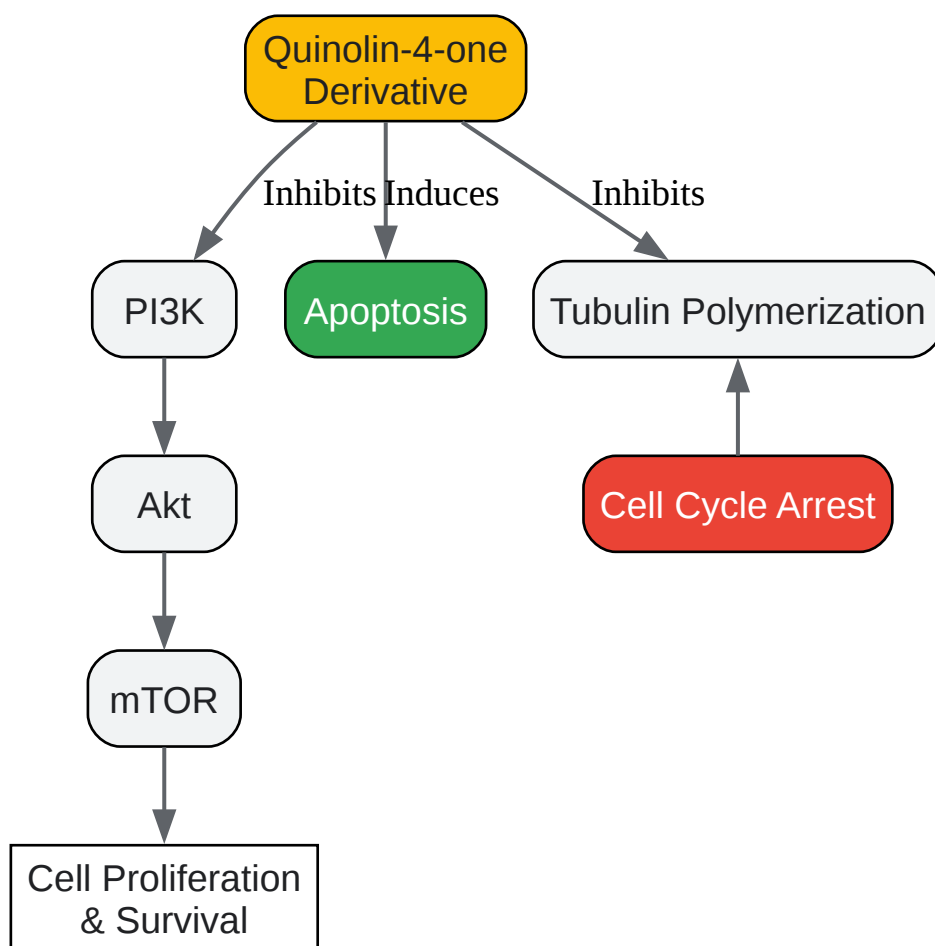 Quinolin-4-one
Derivative
Inhibits
Induces
Inhibits
PI3K
Apoptosis
Tubulin Polymerization
Akt
Cell Cycle Arrest
mTOR
Cell Proliferation
& Survival